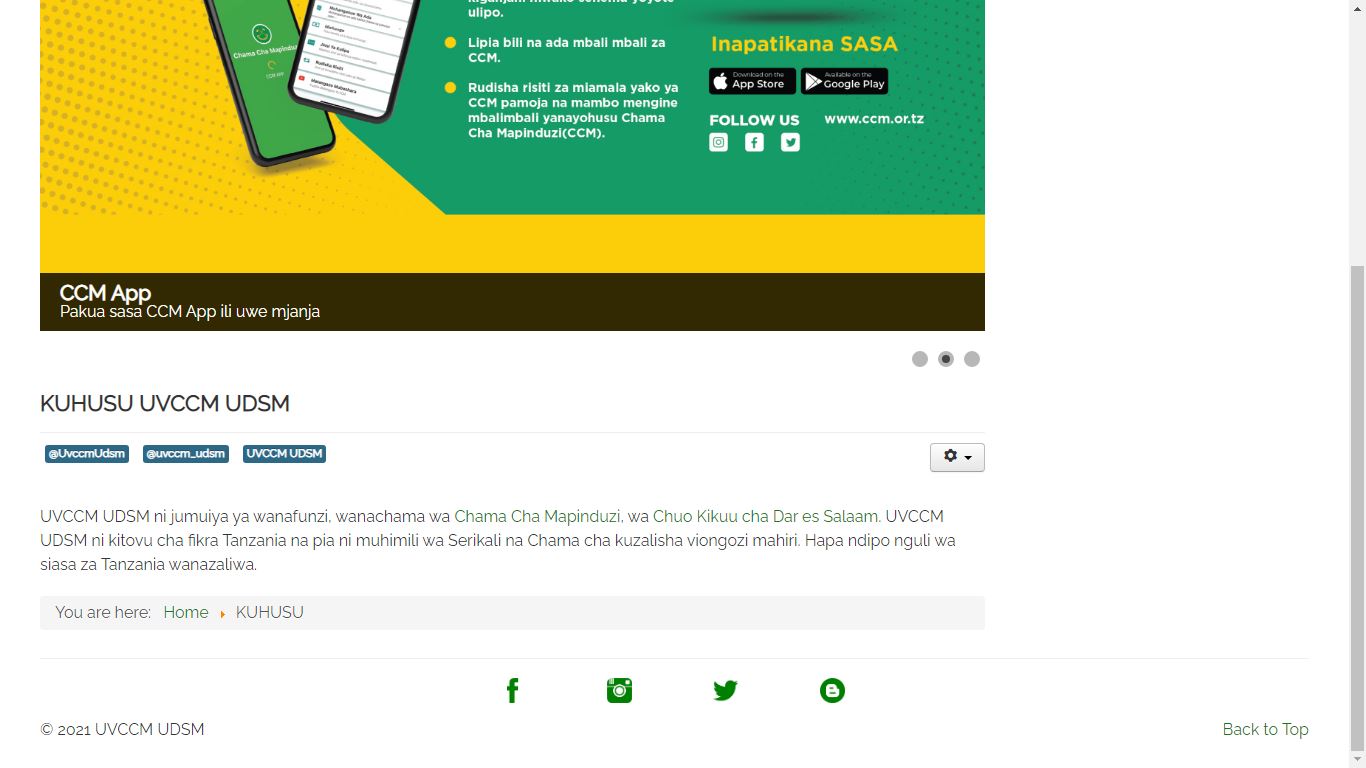 ulipo.
Lipia bili na ada mbali mbali za
CCM.
Rudisha risiti za miamala yako ya
CCM pamoja na mambo mengine
mbalimbali yanayohusu Chama
Cha Mapinduzi(CCM).
Chama Cha Mapinduzi
CCM APP
Inapatikana SASA
Download on the
App Store
Available on the
Google Play
FOLLOW US
www.ccm.or.tz
CCM App
Pakua sasa CCM App ili uwe mjanja
KUHUSU UVCCM UDSM
@UvccmUdsm @uvccm_udsm UVCCM UDSM
UVCCM UDSM ni jumuiya ya wanafunzi, wanachama wa Chama Cha Mapinduzi, wa Chuo Kikuu cha Dar es Salaam. UVCCM
UDSM ni kitovu cha fikra Tanzania na pia ni muhimili wa Serikali na Chama cha kuzalisha viongozi mahiri. Hapa ndipo nguli wa
siasa za Tanzania wanazaliwa.
You are here: Home KUHUSU
© 2021 UVCCM UDSM
Back to Top